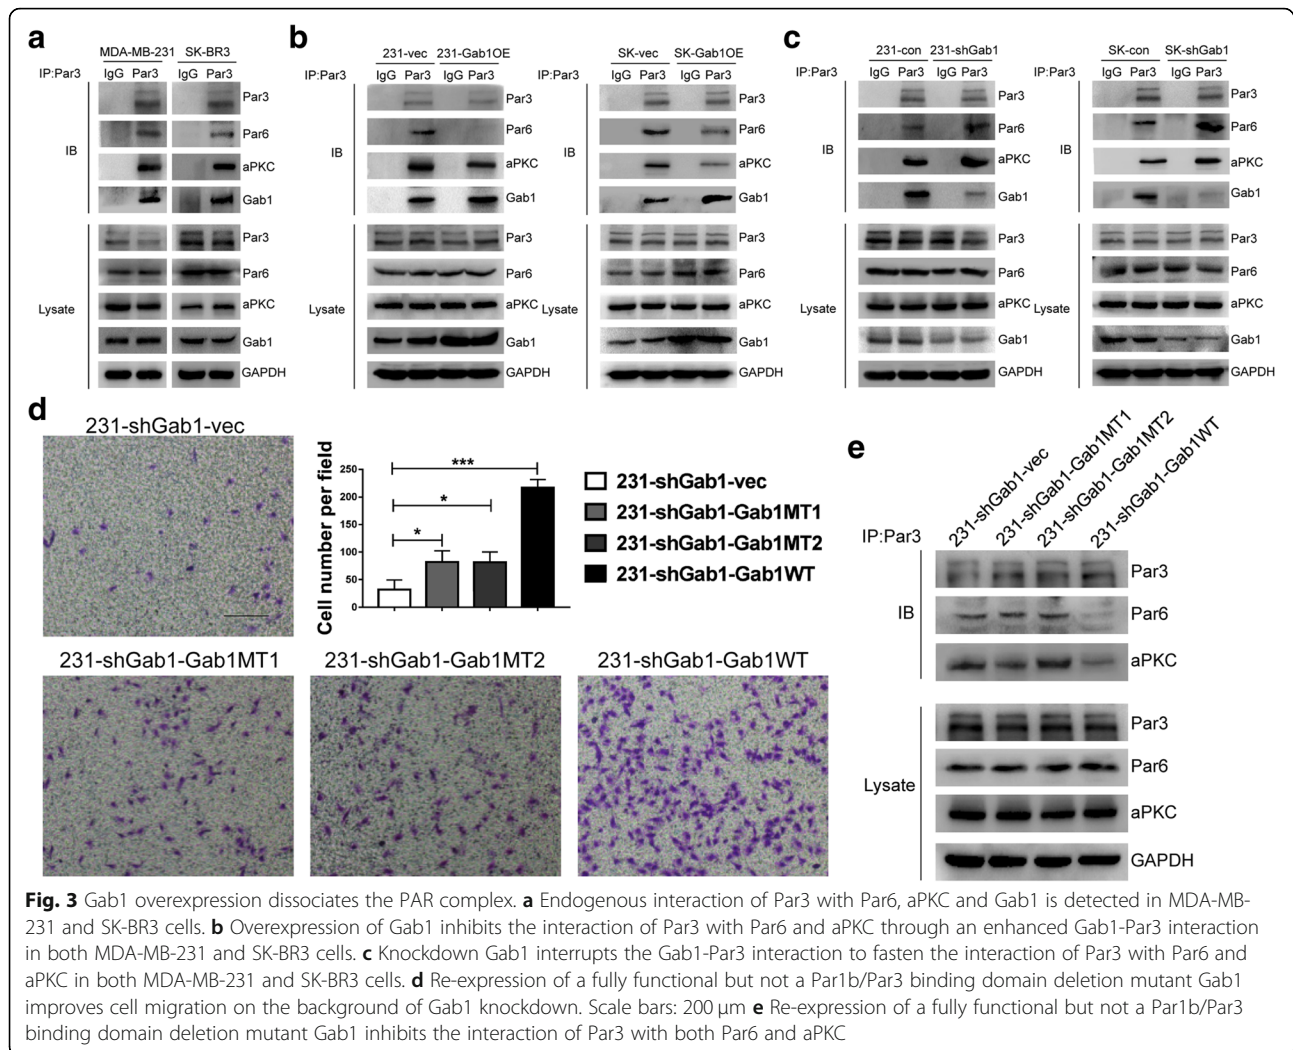 a
MDA-MB-231 SK-BR3
IP:Par3 IgG Par3 IgG Par3
Par3
Par6
IB
aPKC
Gab1
Par3
Par6
Lysate
aPKC
Gab1
GAPDH
b
231-vec 231-Gab1OE
IP:Par3 IgG Par3 IgG Par3
Par3
Par6
IB
aPKC
Gab1
Par3
Par6
Lysate
aPKC
Gab1
GAPDH
SK-vec SK-Gab1OE
IP:Par3 IgG Par3 IgG Par3
Par3
Par6
IB
aPKC
Gab1
Par3
Par6
Lysate
aPKC
Gab1
GAPDH
c
231-con 231-shGab1
IP:Par3 IgG Par3 IgG Par3
Par3
Par6
IB
aPKC
Gab1
Par3
Par6
Lysate
aPKC
Gab1
GAPDH
SK-con SK-shGab1
IP:Par3 IgG Par3 IgG Par3
Par3
Par6
IB
aPKC
Gab1
Par3
Par6
Lysate
aPKC
Gab1
GAPDH
d
231-shGab1-vec
Cell number per field
250
200
150
100
50
0
***
*
*
231-shGab1-vec
231-shGab1-Gab1MT1
231-shGab1-Gab1MT2
231-shGab1-Gab1WT
231-shGab1-Gab1MT1
231-shGab1-Gab1MT2
231-shGab1-Gab1WT
e
231-shGab1-vec
231-shGab1-Gab1MT1
231-shGab1-Gab1MT2
231-shGab1-Gab1WT
IP:Par3
Par3
IB
Par6
aPKC
Par3
Par6
Lysate
aPKC
GAPDH
Fig. 3 Gab1 overexpression dissociates the PAR complex. a Endogenous interaction of Par3 with Par6, aPKC and Gab1 is detected in MDA-MB-
231 and SK-BR3 cells. b Overexpression of Gab1 inhibits the interaction of Par3 with Par6 and aPKC through an enhanced Gab1-Par3 interaction
in both MDA-MB-231 and SK-BR3 cells. c Knockdown Gab1 interrupts the Gab1-Par3 interaction to fasten the interaction of Par3 with Par6 and
aPKC in both MDA-MB-231 and SK-BR3 cells. d Re-expression of a fully functional but not a Par1b/Par3 binding domain deletion mutant Gab1
improves cell migration on the background of Gab1 knockdown. Scale bars: 200 μm e Re-expression of a fully functional but not a Par1b/Par3
binding domain deletion mutant Gab1 inhibits the interaction of Par3 with both Par6 and aPKC